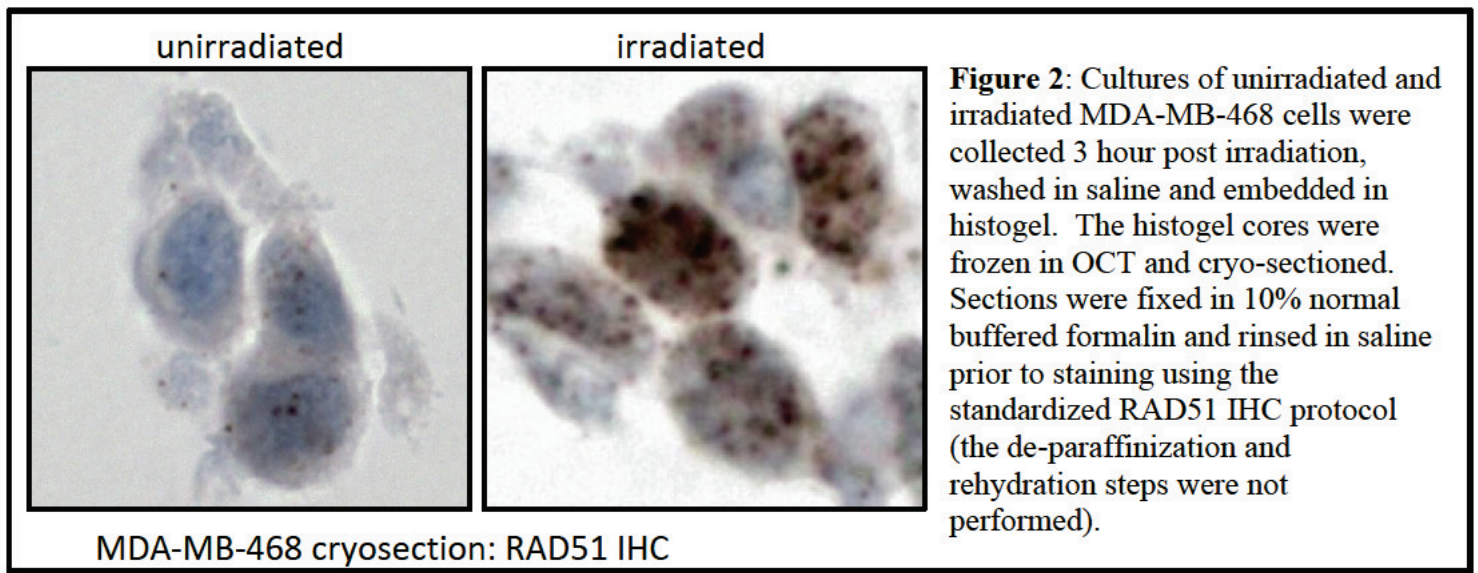 unirradiated
irradiated
MDA-MB-468 cryosection: RAD51 IHC
Figure 2: Cultures of unirradiated and
irradiated MDA-MB-468 cells were
collected 3 hour post irradiation,
washed in saline and embedded in
histogel. The histogel cores were
frozen in OCT and cryo-sectioned.
Sections were fixed in 10% normal
buffered formalin and rinsed in saline
prior to staining using the
standardized RAD51 IHC protocol
(the de-paraffinization and
rehydration steps were not
performed).